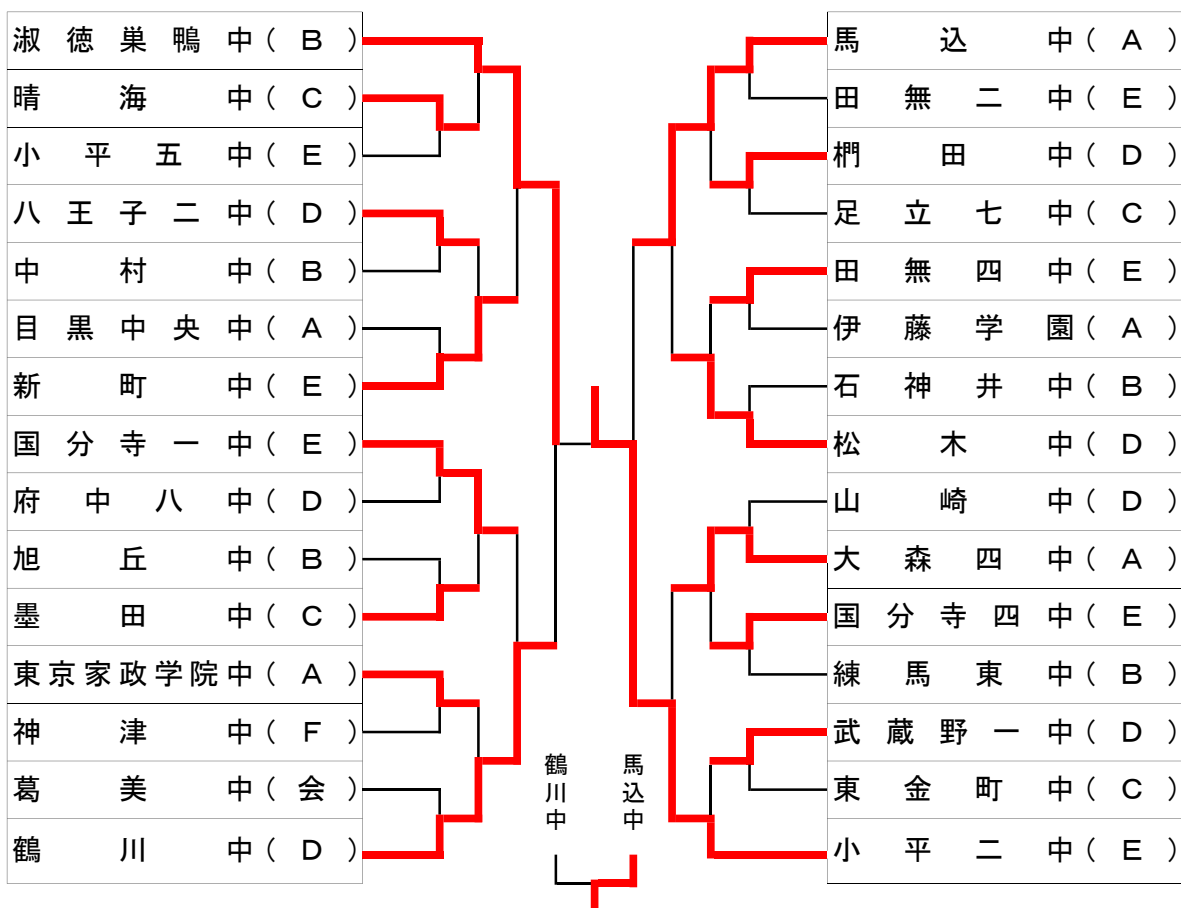 淑徳巣鴨中（B）
晴海中（C）
小平五中（E）
八王子二中（D）
中村中（B）
目黒中央中（A）
新町中（E）
国分寺一中（E）
府中八中（D）
旭丘中（B）
墨田中（C）
東京家政学院中（A）
神津中（F）
葛美中（会）
鶴川中（D）
鶴川中
馬込中
馬込中（A）
田無二中（E）
椚田中（D）
足立七中（C）
田無四中（E）
伊藤学園（A）
石神井中（B）
松木中（D）
山崎中（D）
大森四中（A）
国分寺四中（E）
練馬東中（B）
武蔵野一中（D）
東金町中（C）
小平二中（E）